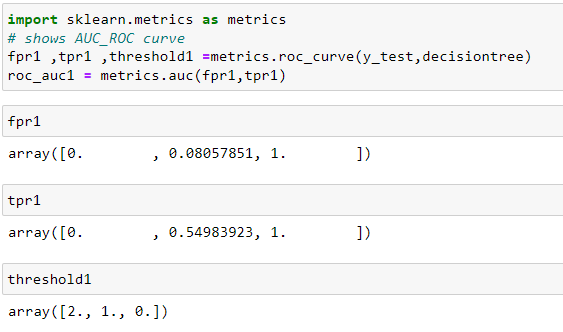 import sklearn.metrics as metrics
# shows AUC_ROC curve
fpr1 ,tpr1 ,threshold1 =metrics.roc_curve(y_test,decisiontree)
roc_auc1 = metrics.auc(fpr1,tpr1)
fpr1
array([0.        , 0.08057851, 1.        ])
tpr1
array([0.        , 0.54983923, 1.        ])
threshold1
array([2., 1., 0.])